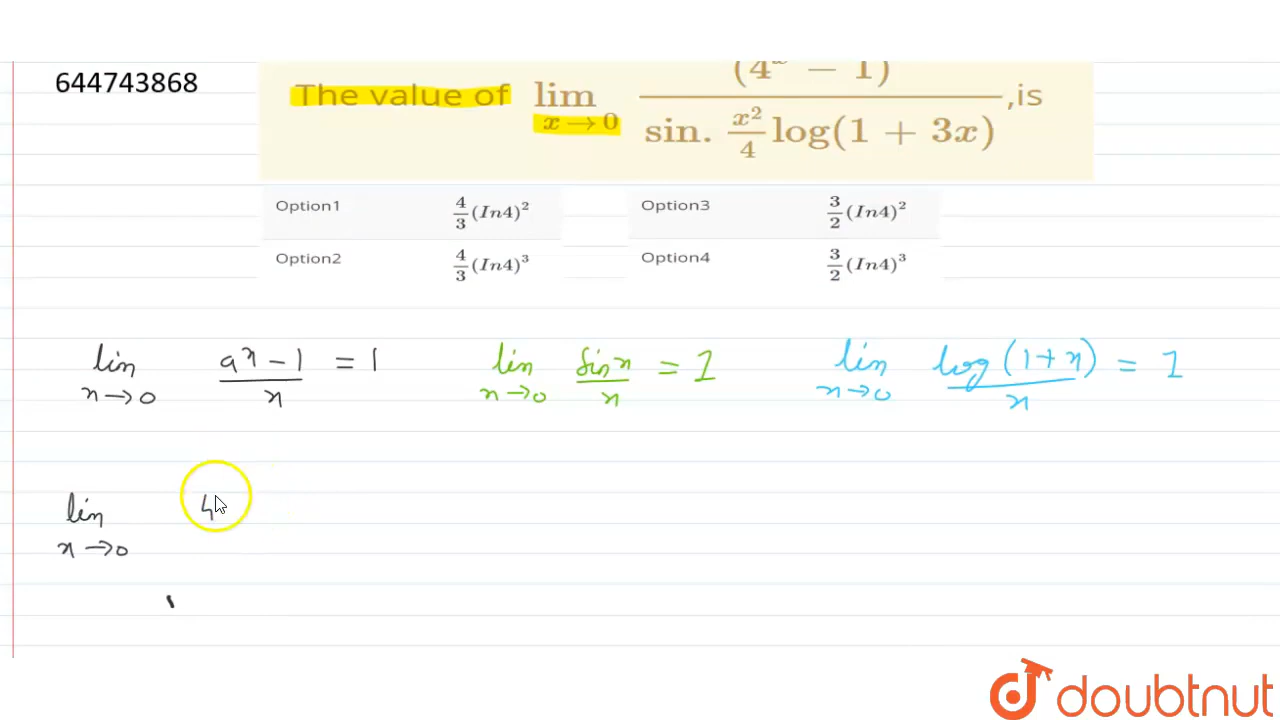 644743868
(4^x − 1)
The value of lim ,is
x → 0
sin. x²/4 log(1 + 3x)
Option1 4/3 (In4)² Option3 3/2 (In4)²
Option2 4/3 (In4)³ Option4 3/2 (In4)³
lim x→0 (a^x − 1)/x = 1 lim x→0 sin x/x = 1 lim x→0 log(1 + x)/x = 1
lim x→0 4
doubtnut